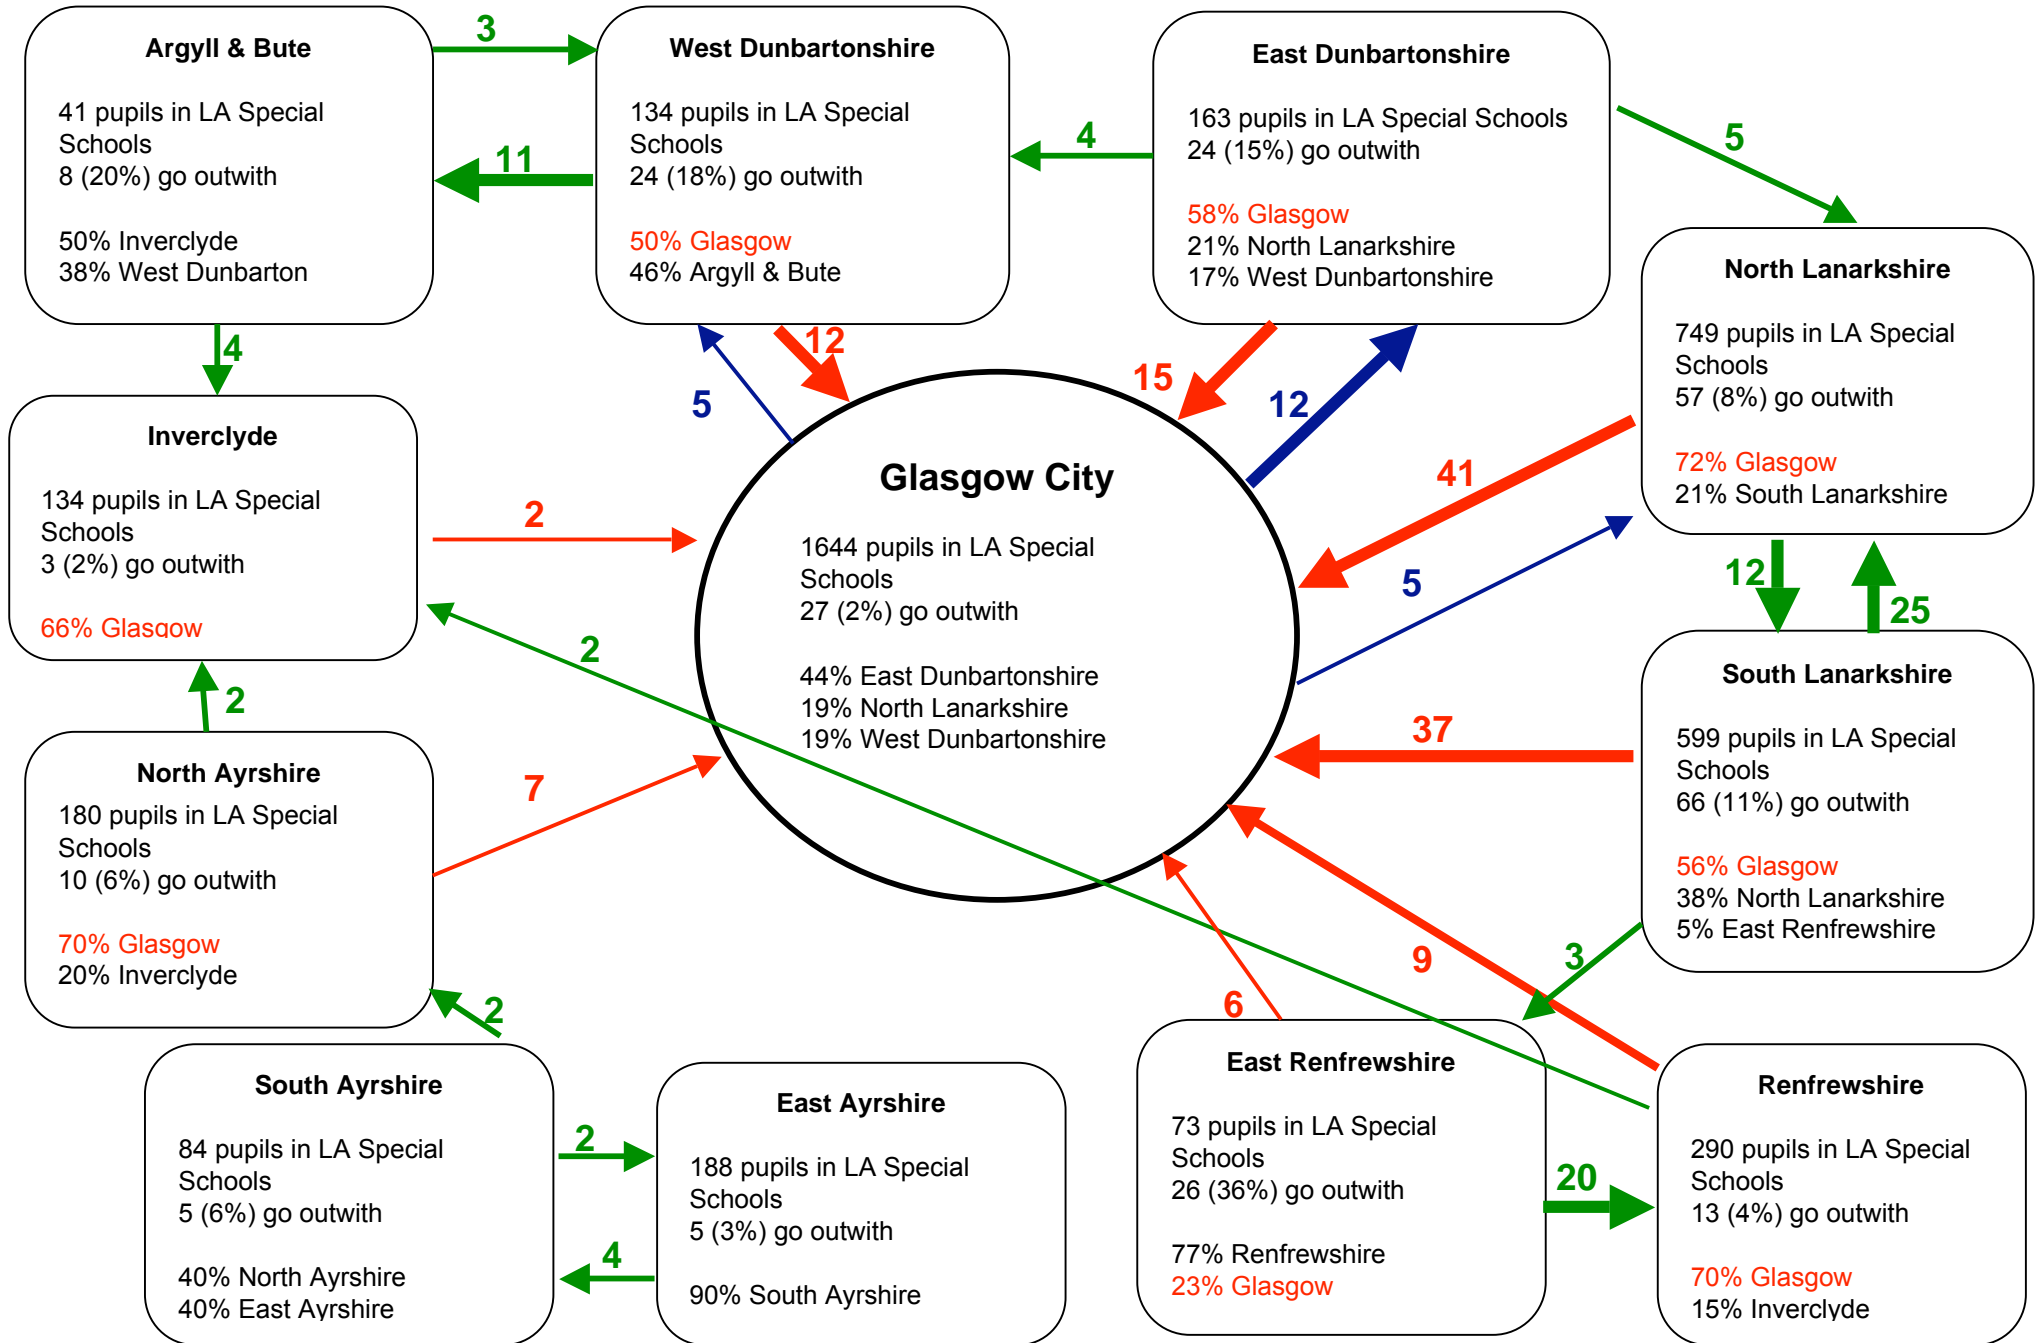 Argyll & Bute
41 pupils in LA Special
Schools
8 (20%) go outwith
50% Inverclyde
38% West Dunbarton
3
11
West Dunbartonshire
134 pupils in LA Special
Schools
24 (18%) go outwith
50% Glasgow
46% Argyll & Bute
4
East Dunbartonshire
163 pupils in LA Special Schools
24 (15%) go outwith
58% Glasgow
21% North Lanarkshire
17% West Dunbartonshire
5
North Lanarkshire
749 pupils in LA Special
Schools
57 (8%) go outwith
72% Glasgow
21% South Lanarkshire
4
12
5
15
12
41
5
Inverclyde
134 pupils in LA Special
Schools
3 (2%) go outwith
66% Glasgow
2
Glasgow City
1644 pupils in LA Special
Schools
27 (2%) go outwith
44% East Dunbartonshire
19% North Lanarkshire
19% West Dunbartonshire
12
25
2
2
37
South Lanarkshire
599 pupils in LA Special
Schools
66 (11%) go outwith
56% Glasgow
38% North Lanarkshire
5% East Renfrewshire
North Ayrshire
180 pupils in LA Special
Schools
10 (6%) go outwith
70% Glasgow
20% Inverclyde
7
9
3
6
2
South Ayrshire
84 pupils in LA Special
Schools
5 (6%) go outwith
40% North Ayrshire
40% East Ayrshire
2
4
East Ayrshire
188 pupils in LA Special
Schools
5 (3%) go outwith
90% South Ayrshire
East Renfrewshire
73 pupils in LA Special
Schools
26 (36%) go outwith
77% Renfrewshire
23% Glasgow
20
Renfrewshire
290 pupils in LA Special
Schools
13 (4%) go outwith
70% Glasgow
15% Inverclyde